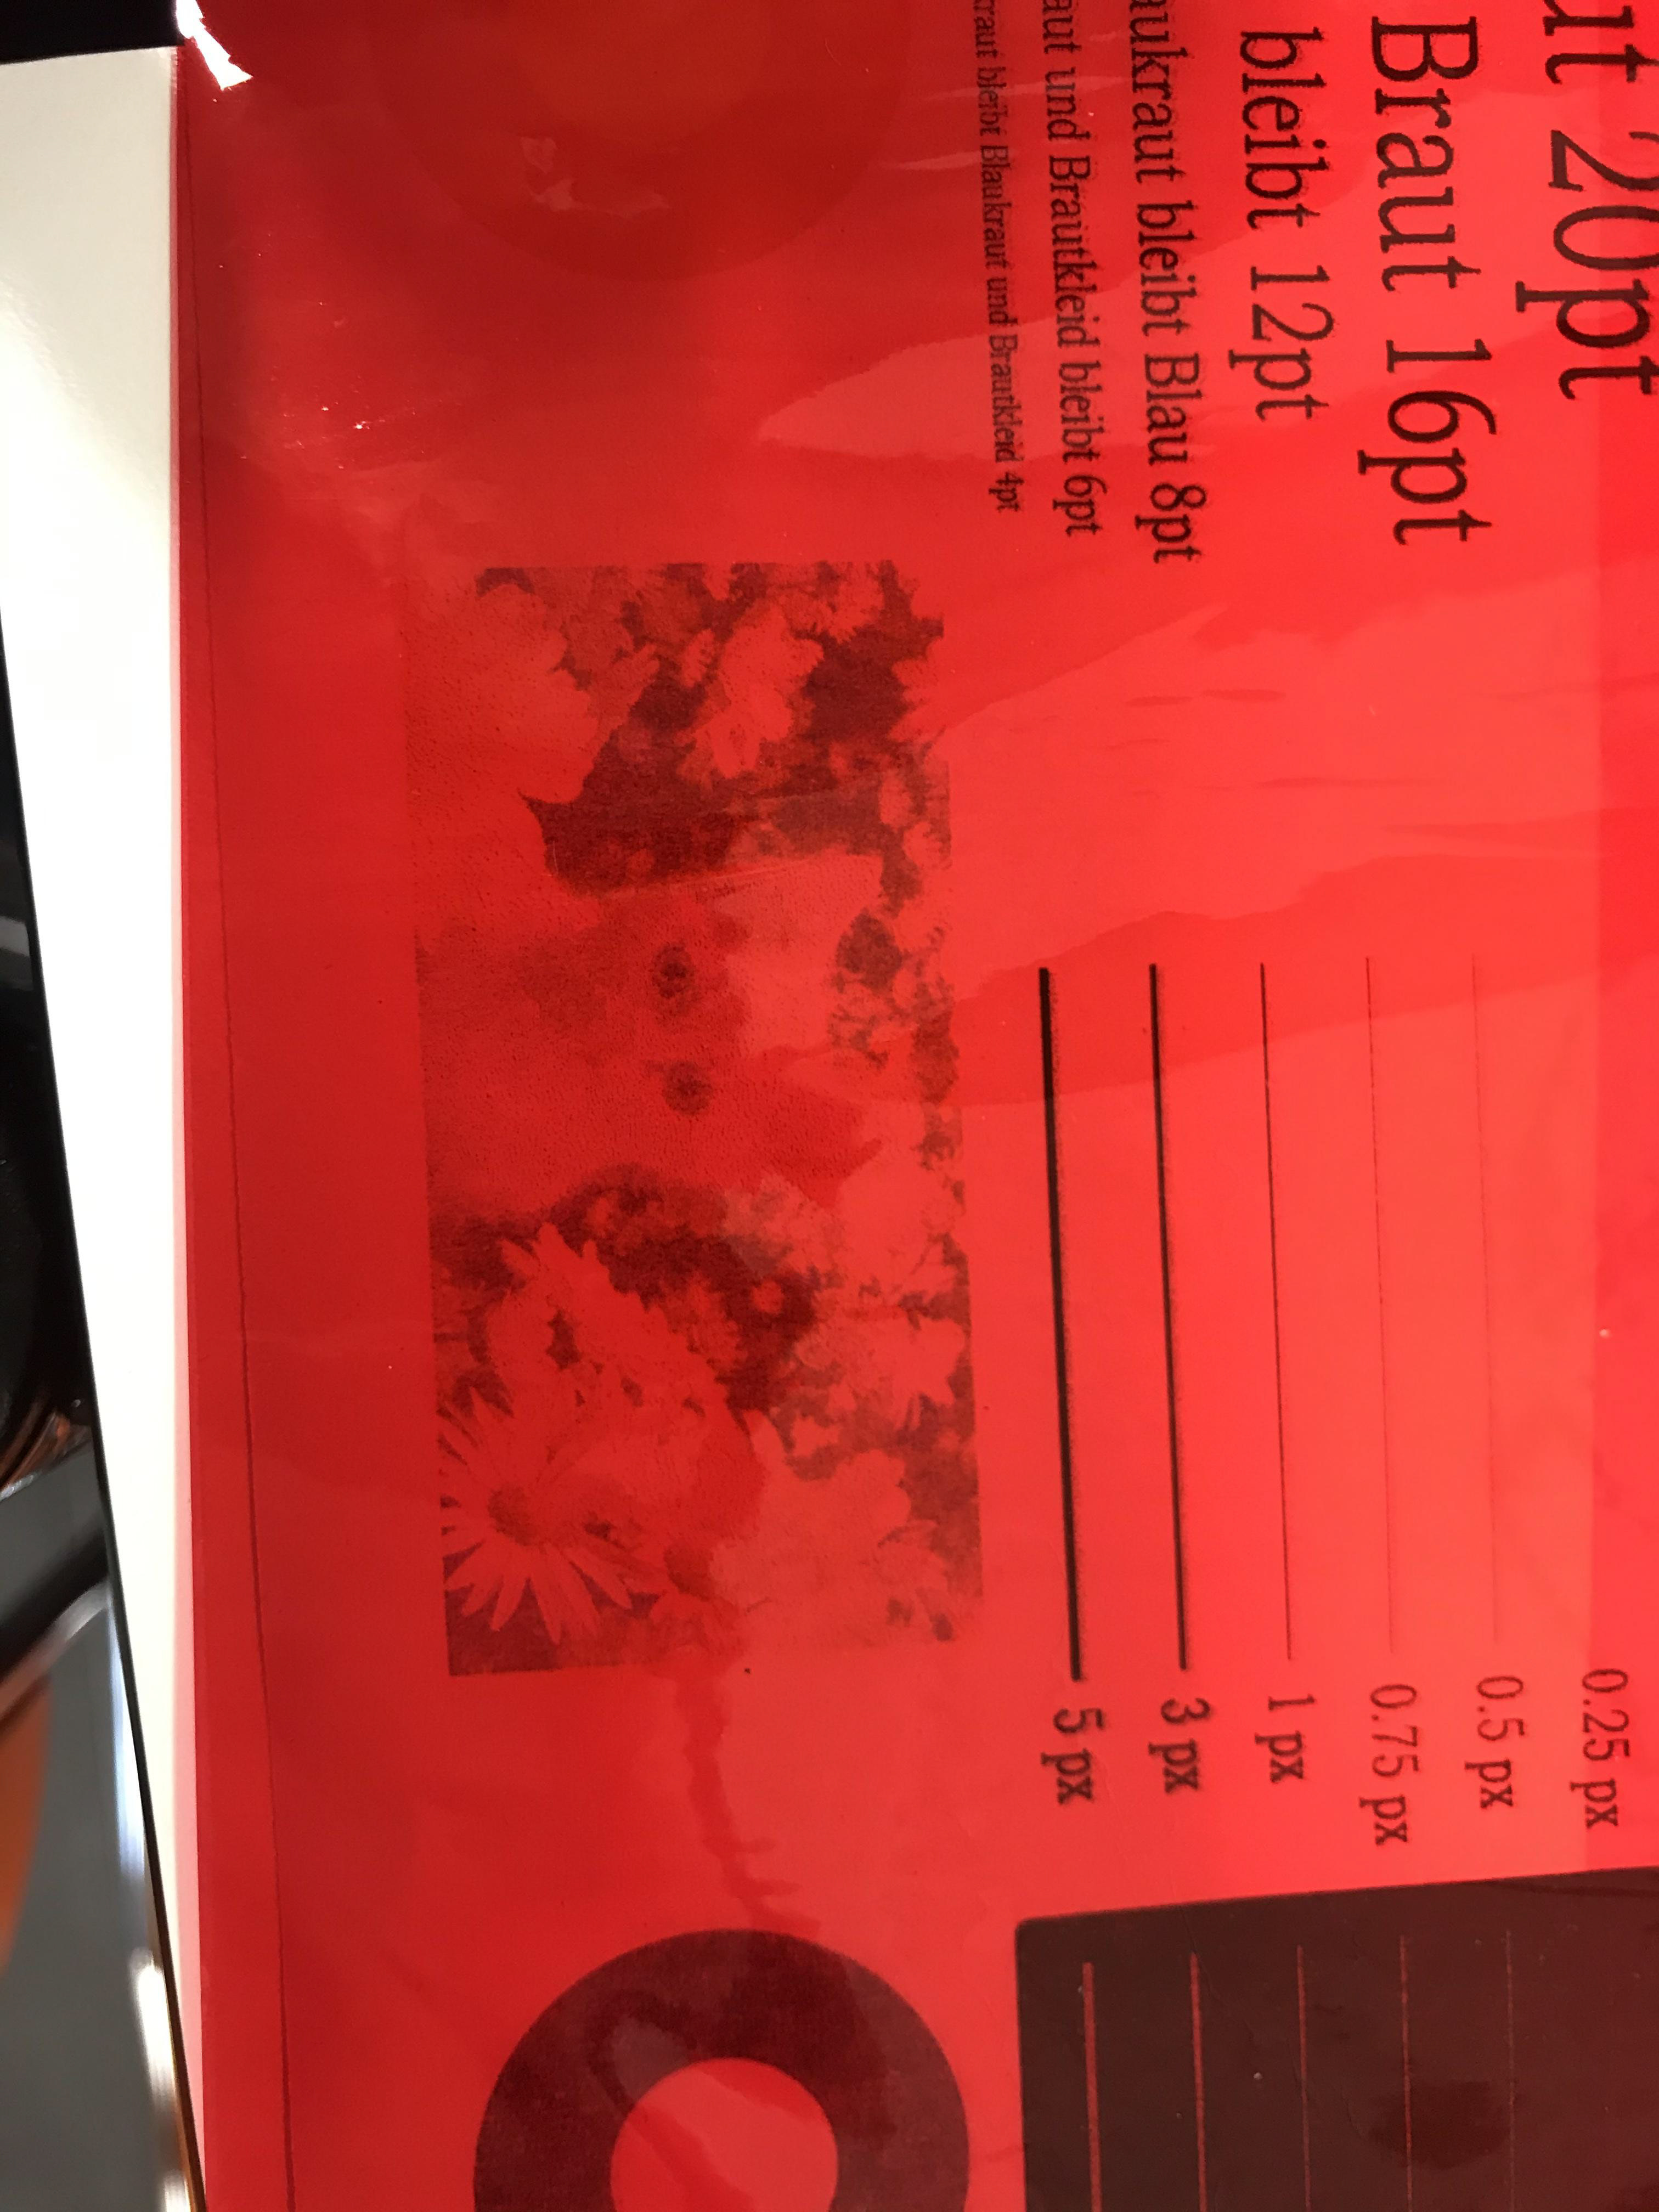 ut 20pt
Braut 16pt
bleibt 12pt
aukraut bleibt Blau 8pt
aut und Brautkleid bleibt 6pt
kraut bleibt Blaukraut und Brautkleid 4pt
0.25 px
0.5 px
0.75 px
1 px
3 px
5 px